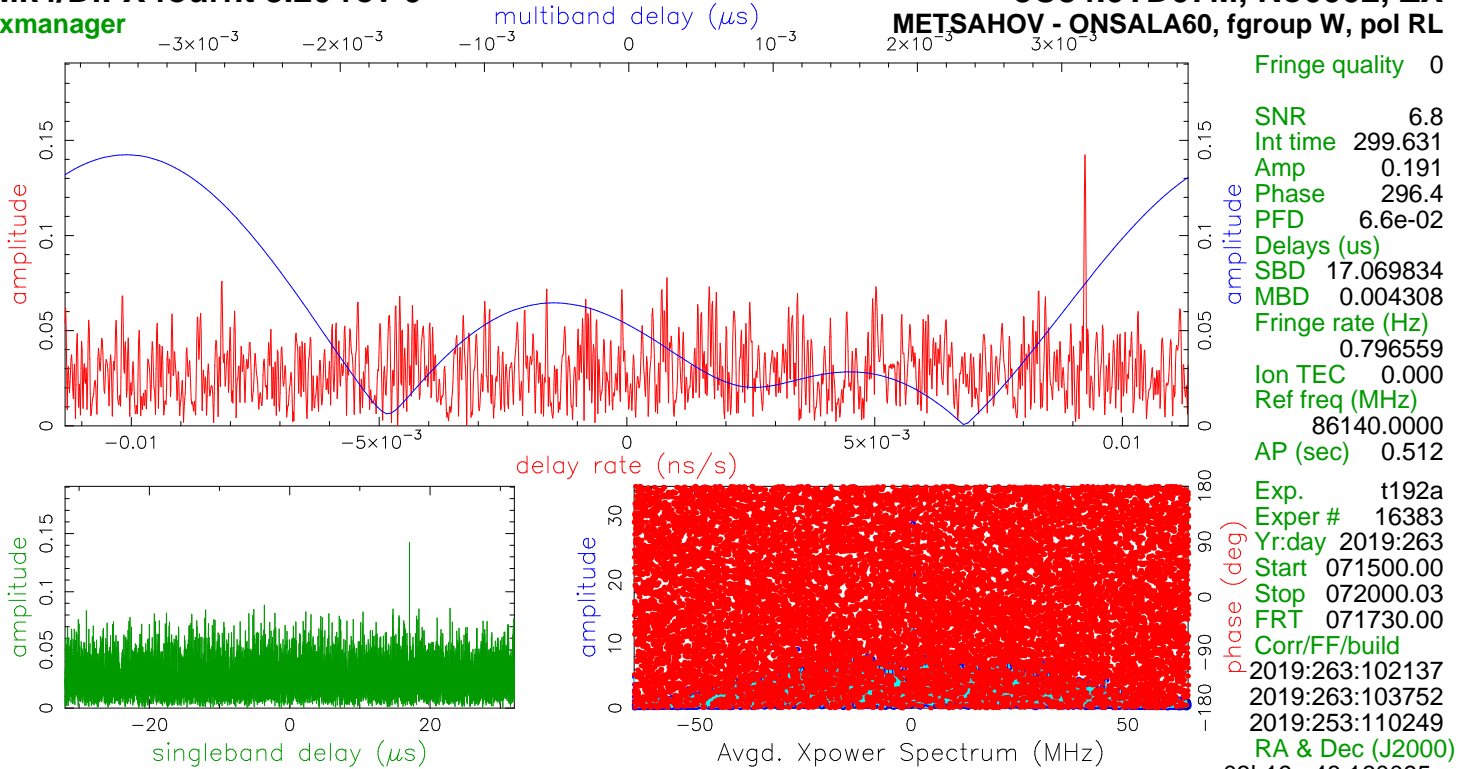 xmanager
METSAHOV - ONSALA60, fgroup W, pol RL
multiband delay (μs)
−3×10⁻³ −2×10⁻³ −10⁻³ 0 10⁻³ 2×10⁻³ 3×10⁻³
amplitude
0 0.05 0.1 0.15
amplitude
0 0.05 0.1 0.15
−0.01 −5×10⁻³ 0 5×10⁻³ 0.01
delay rate (ns/s)
Fringe quality 0
SNR 6.8
Int time 299.631
Amp 0.191
Phase 296.4
PFD 6.6e-02
Delays (us)
SBD 17.069834
MBD 0.004308
Fringe rate (Hz)
0.796559
Ion TEC 0.000
Ref freq (MHz)
86140.0000
AP (sec) 0.512
Exp. t192a
Exper # 16383
Yr:day 2019:263
Start 071500.00
Stop 072000.03
FRT 071730.00
Corr/FF/build
2019:263:102137
2019:263:103752
2019:253:110249
RA & Dec (J2000)
amplitude
0 0.05 0.1 0.15
−20 0 20
singleband delay (μs)
amplitude
0 10 20 30
phase (deg)
−180 −90 0 90 180
−50 0 50
Avgd. Xpower Spectrum (MHz)